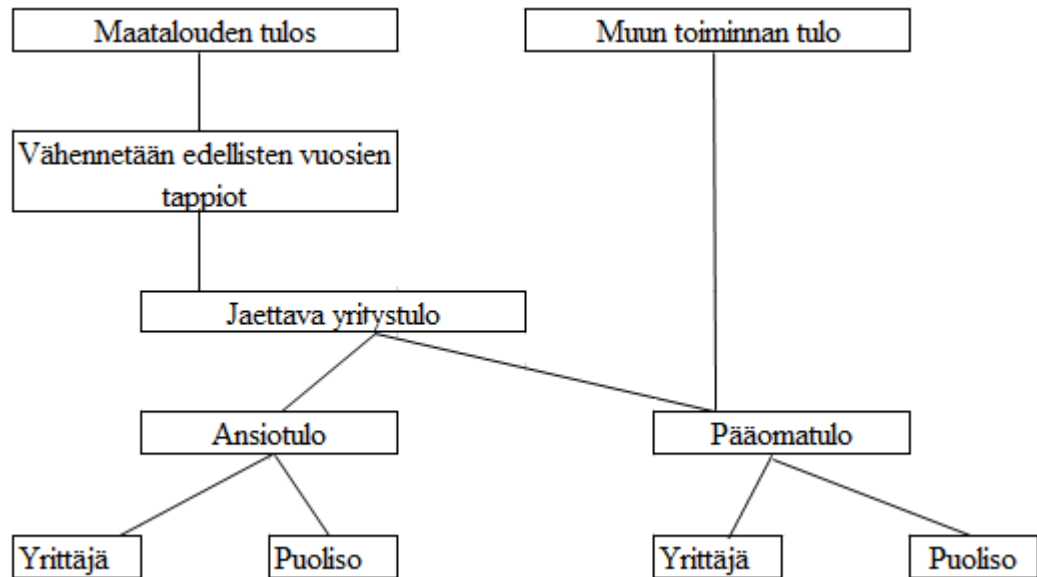 Maatalouden tulos
Muun toiminnan tulo
Vähennetään edellisten vuosien
tappiot
Jaettava yritystulo
Ansiotulo
Pääomatulo
Yrittäjä
Puoliso
Yrittäjä
Puoliso